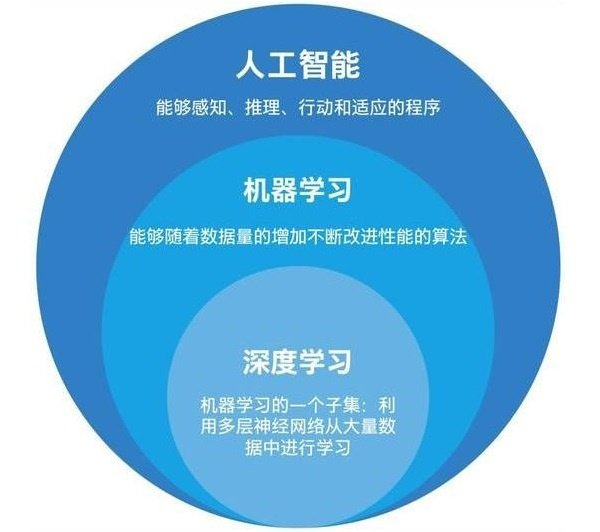 人工智能
能够感知、推理、行动和适应的程序
机器学习
能够随着数据量的增加不断改进性能的算法
深度学习
机器学习的一个子集：利
用多层神经网络从大量数
据中进行学习